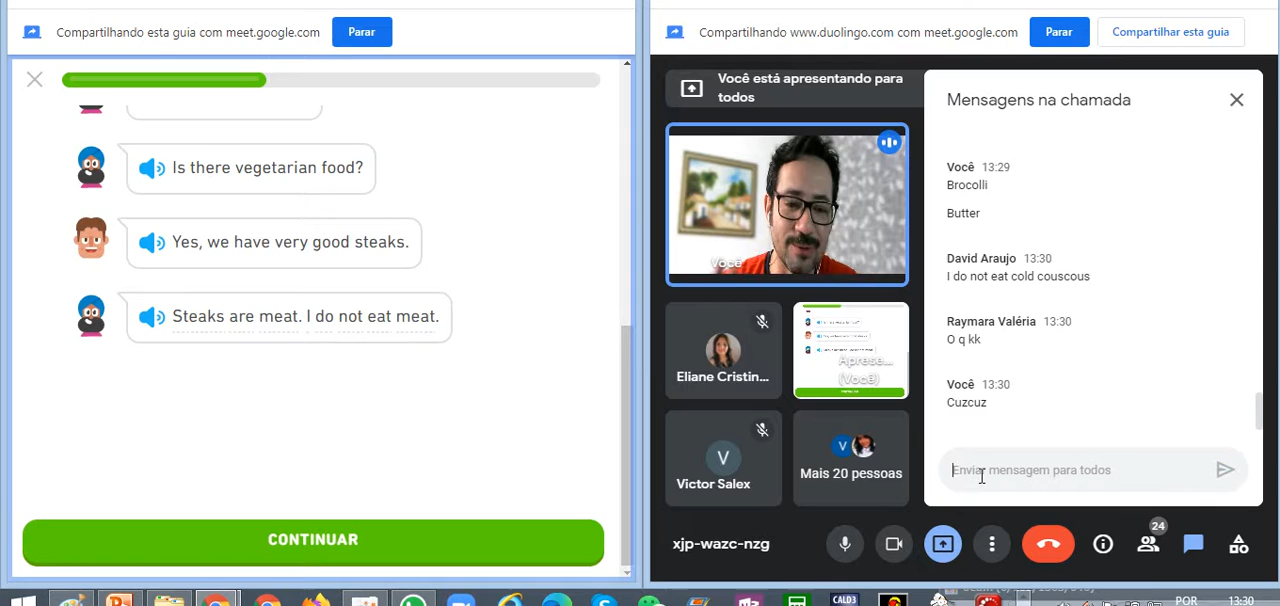 Compartilhando esta guia com meet.google.com
Parar
Is there vegetarian food?
Yes, we have very good steaks.
Steaks are meat. I do not eat meat.
CONTINUAR
Compartilhando www.duolingo.com com meet.google.com
Parar
Compartilhar esta guia
Você está apresentando para
todos
Você
Eliane Cristin...
Aprese...
(Você)
V
Victor Salex
V
Mais 20 pessoas
Mensagens na chamada
Você 13:29
Brocolli
Butter
David Araujo 13:30
I do not eat cold couscous
Raymara Valéria 13:30
O q kk
Você 13:30
Cuzcuz
Enviar mensagem para todos
xjp-wazc-nzg
24
CALD3
POR
13:30